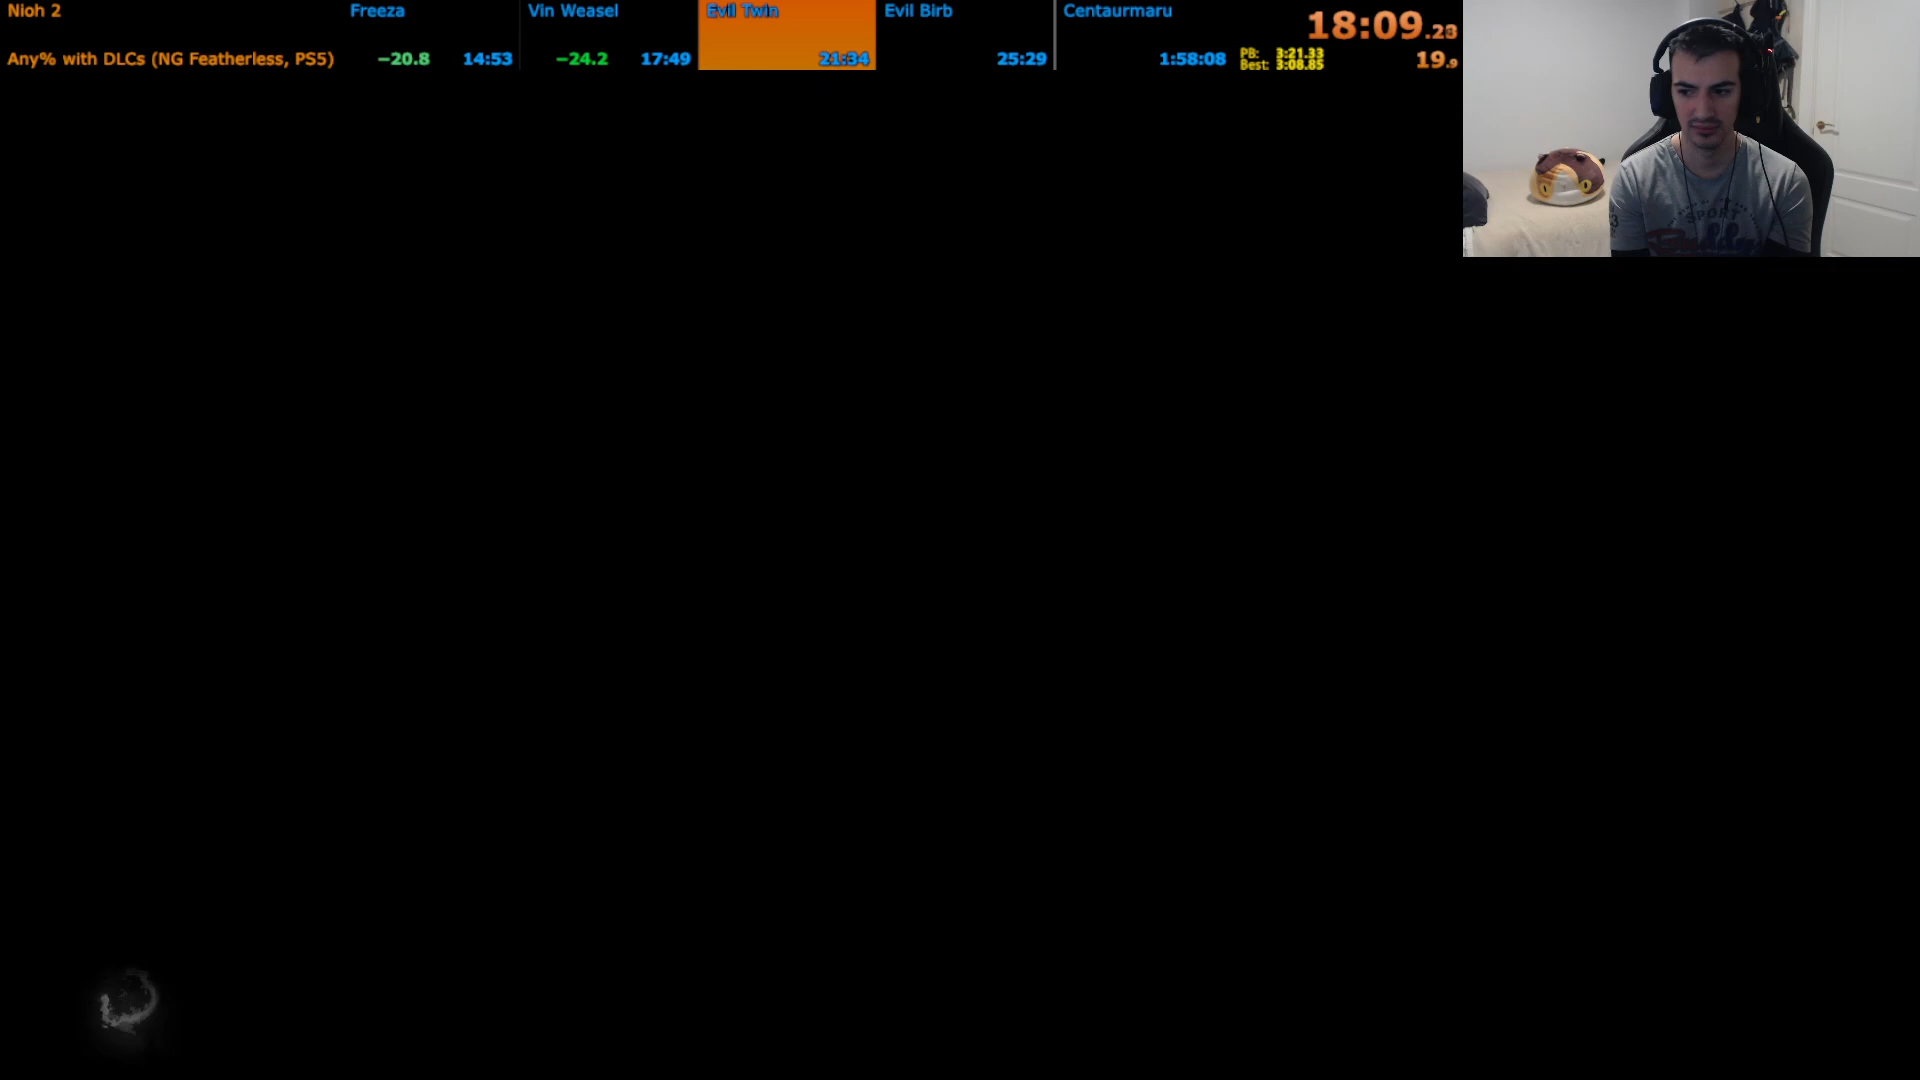 Nioh 2
Any% with DLCs (NG Featherless, PS5)
Freeza
−20.8 14:53
Vin Weasel
−24.2 17:49
Evil Twin
21:34
Evil Birb
25:29
Centaurmaru
1:58:08
PB: 3:21.33
Best: 3:08.85
18:09.28
19.9
SPORT